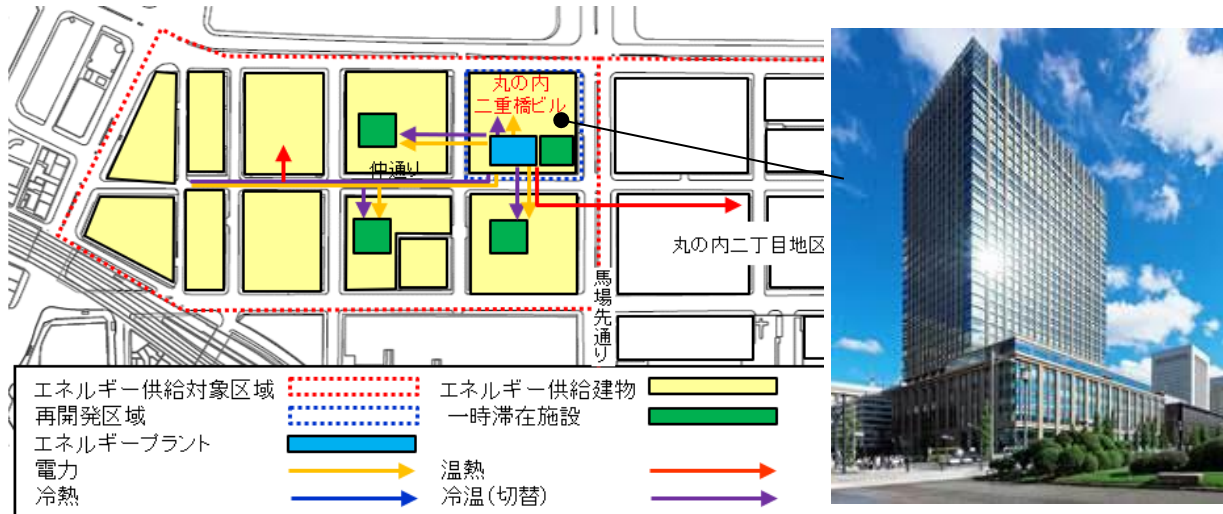 丸の内
二重橋ビル
仲通り
丸の内二丁目地区
馬場先通り
エネルギー供給対象区域
エネルギー供給建物
再開発区域
一時滞在施設
エネルギープラント
電力
温熱
冷熱
冷温(切替)